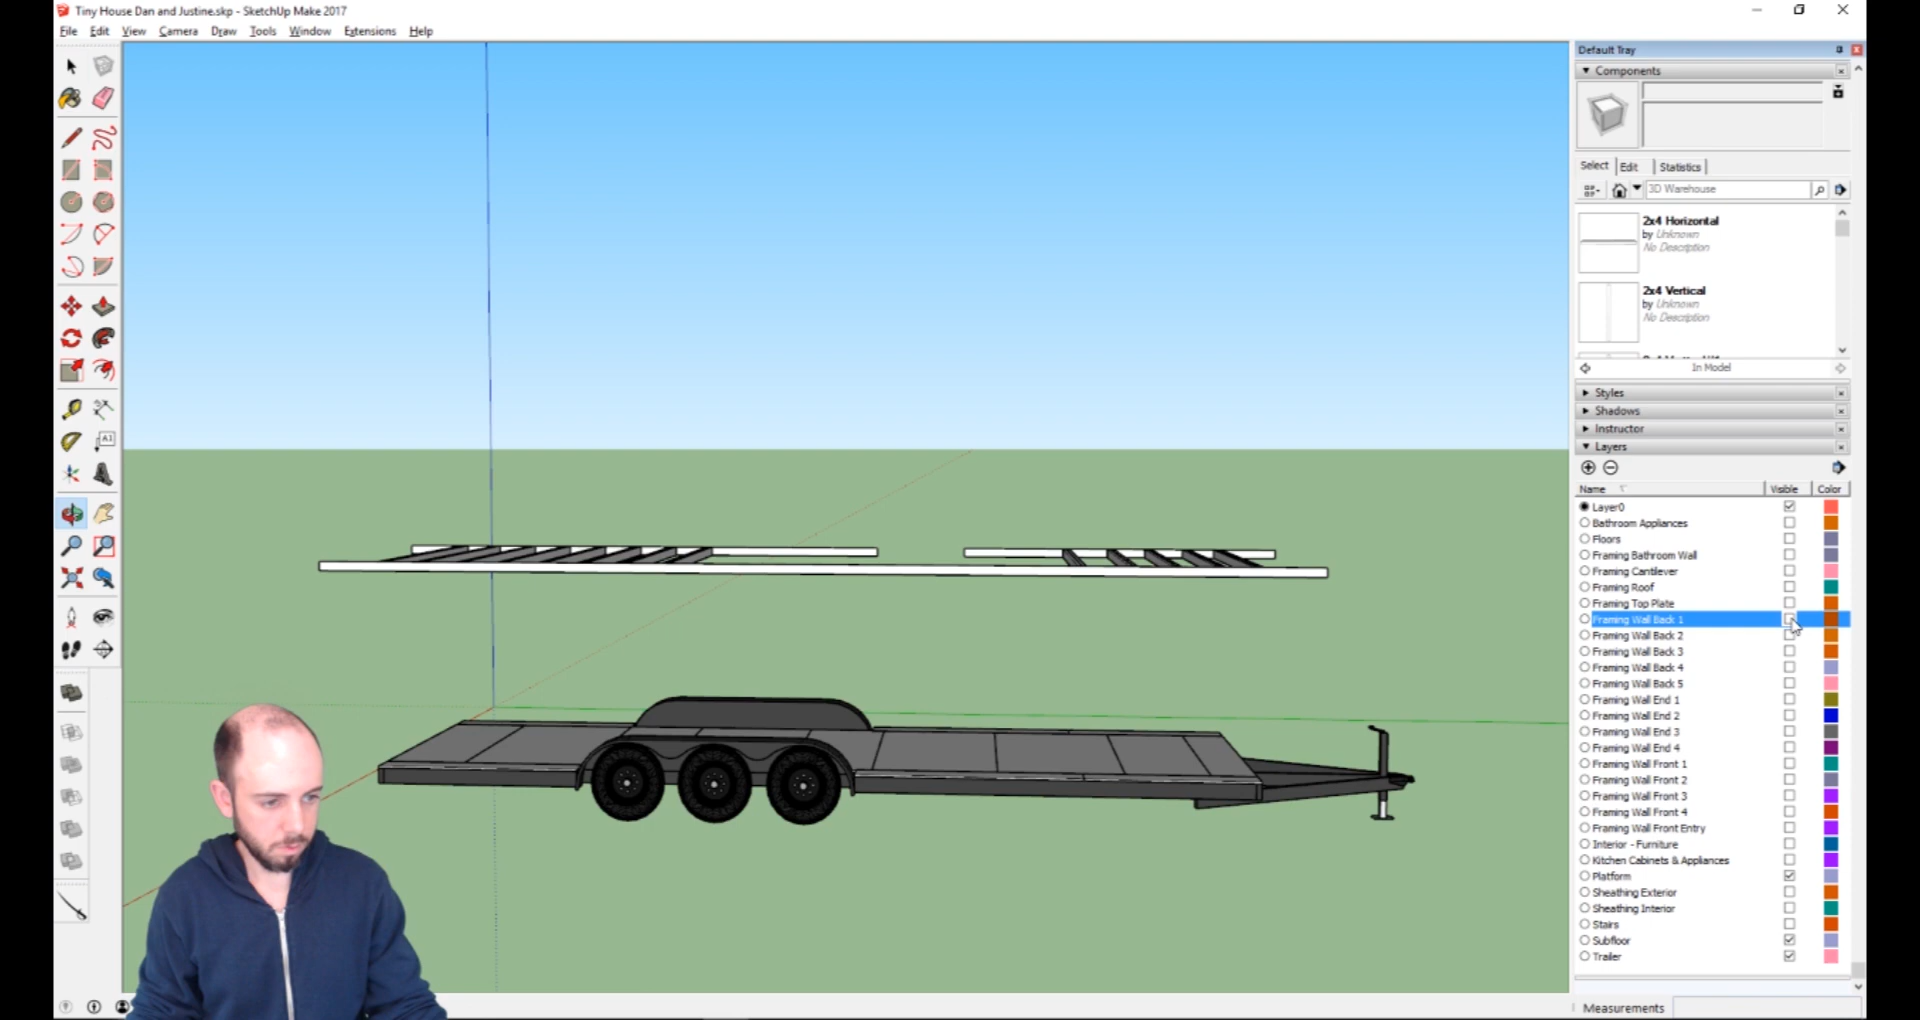 Tiny House Dan and Justine.skp - SketchUp Make 2017
File Edit View Camera Draw Tools Window Extensions Help
Default Tray
Components
Select Edit Statistics
3D Warehouse
2x4 Horizontal
by Unknown
No Description
2x4 Vertical
by Unknown
No Description
In Model
Styles
Shadows
Instructor
Layers
Name Visible Color
Layer0
Bathroom Appliances
Floors
Framing Bathroom Wall
Framing Cantilever
Framing Roof
Framing Top Plate
Framing Wall Back 1
Framing Wall Back 2
Framing Wall Back 3
Framing Wall Back 4
Framing Wall Back 5
Framing Wall End 1
Framing Wall End 2
Framing Wall End 3
Framing Wall End 4
Framing Wall Front 1
Framing Wall Front 2
Framing Wall Front 3
Framing Wall Front 4
Framing Wall Front Entry
Interior - Furniture
Kitchen Cabinets & Appliances
Platform
Sheathing Exterior
Sheathing Interior
Stairs
Subfloor
Trailer
Measurements